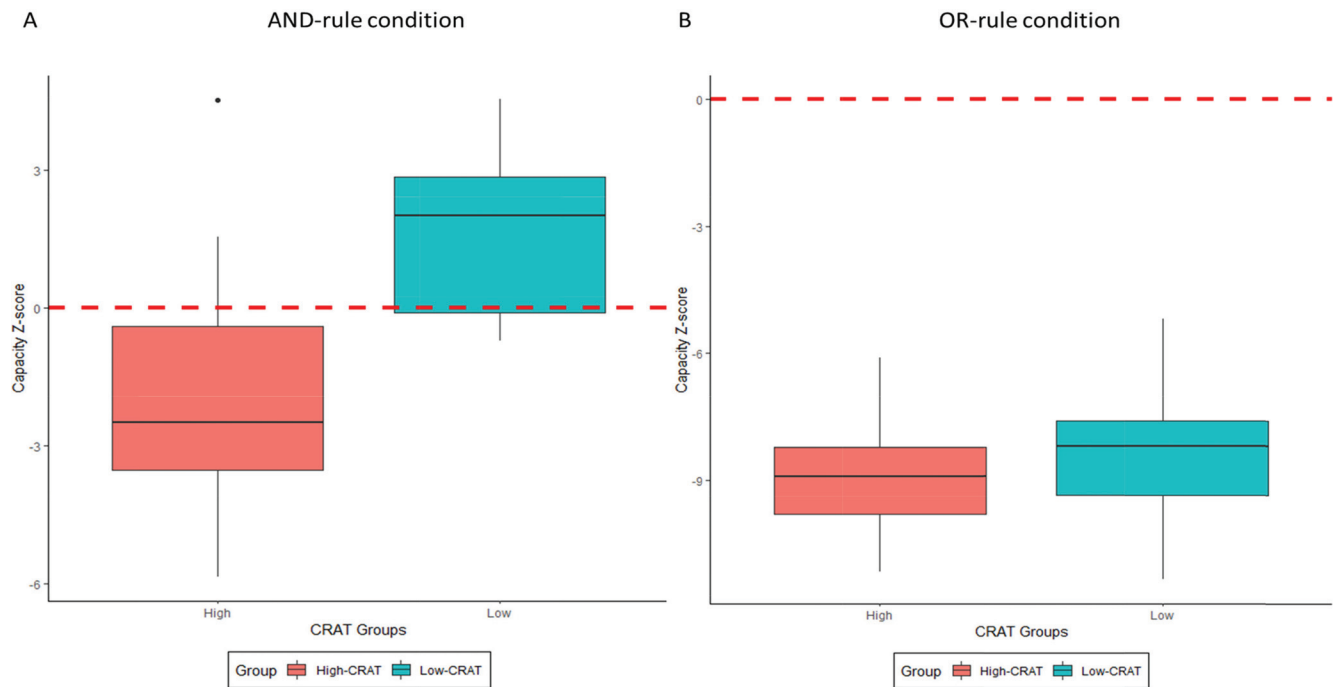 A
AND-rule condition
B
OR-rule condition
Capacity Z-score
3
0
-3
-6
High
Low
CRAT Groups
Group High-CRAT Low-CRAT
Capacity Z-score
0
-3
-6
-9
High
Low
CRAT Groups
Group High-CRAT Low-CRAT